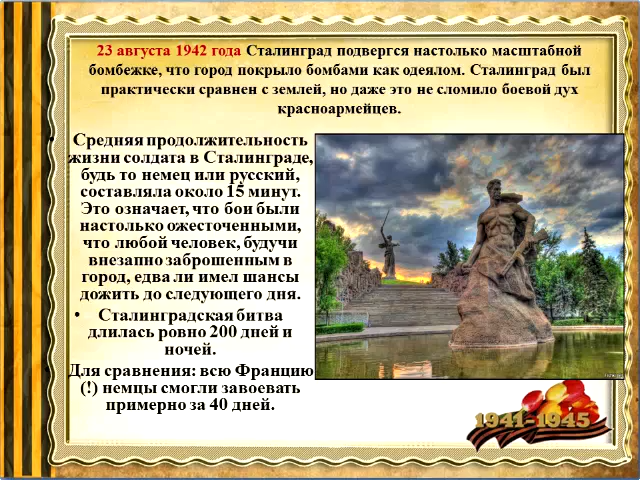 23 августа 1942 года Сталинград подвергся настолько масштабной
бомбежке, что город покрыло бомбами как одеялом. Сталинград был
практически сравнен с землей, но даже это не сломило боевой дух
красноармейцев.
Средняя продолжительность
жизни солдата в Сталинграде,
будь то немец или русский,
составляла около 15 минут.
Это означает, что бои были
настолько ожесточенными,
что любой человек, будучи
внезапно заброшенным в
город, едва ли имел шансы
дожить до следующего дня.
• Сталинградская битва
длилась ровно 200 дней и
ночей.
Для сравнения: всю Францию
(!) немцы смогли завоевать
примерно за 40 дней.
1941-1945